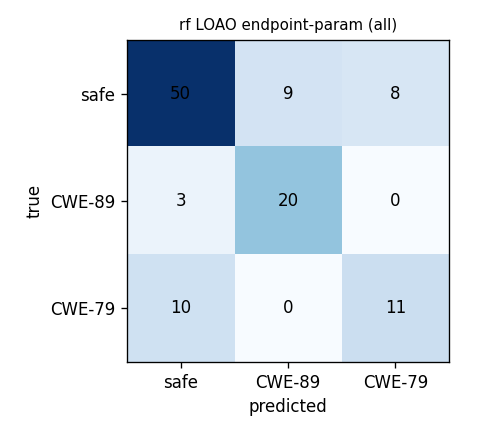 rf LOAO endpoint-param (all)
safe 50 9 8
CWE-89 3 20 0
CWE-79 10 0 11
true
safe CWE-89 CWE-79
predicted